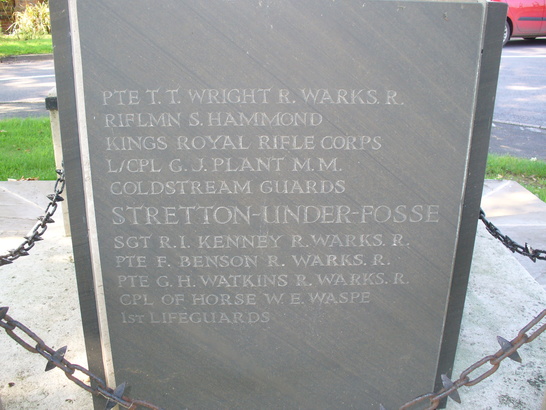 PTE T. T. WRIGHT R. WARKS. R.
RIFLMN S. HAMMOND
KINGS ROYAL RIFLE CORPS
L/CPL G. J. PLANT M. M.
COLDSTREAM GUARDS
STRETTON-UNDER-FOSSE
SGT R. I. KENNEY R. WARKS. R.
PTE F. BENSON R. WARKS. R.
PTE G. H. WATKINS R. WARKS. R.
CPL OF HORSE W. E. WASPE
1ST LIFEGUARDS